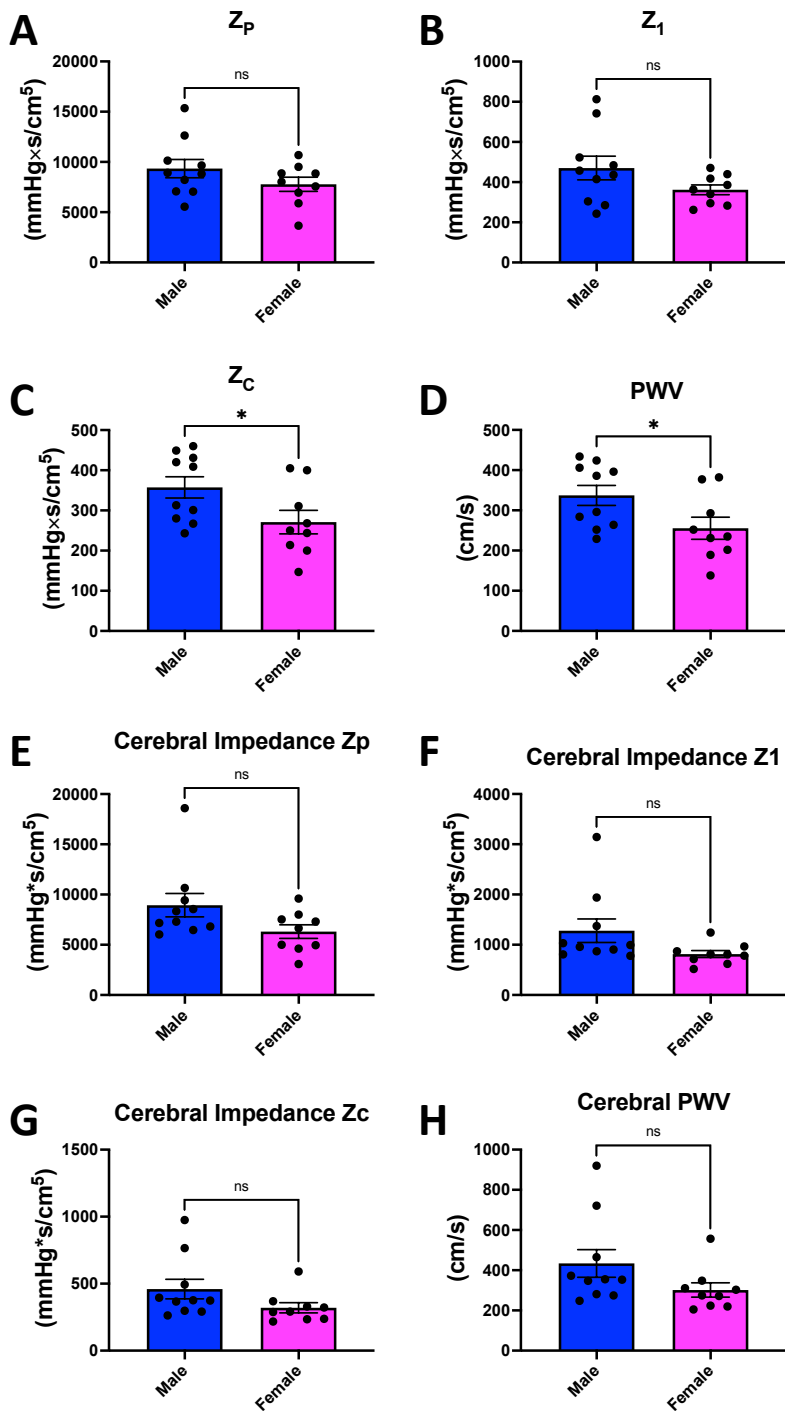 A
Z_P
(mmHg×s/cm⁵)
20000
15000
10000
5000
0
ns
Male
Female
B
Z_1
(mmHg×s/cm⁵)
1000
800
600
400
200
0
ns
Male
Female
C
Z_C
(mmHg×s/cm⁵)
500
400
300
200
100
0
*
Male
Female
D
PWV
(cm/s)
500
400
300
200
100
0
*
Male
Female
E
Cerebral Impedance Zp
(mmHg*s/cm⁵)
20000
15000
10000
5000
0
ns
Male
Female
F
Cerebral Impedance Z1
(mmHg*s/cm⁵)
4000
3000
2000
1000
0
ns
Male
Female
G
Cerebral Impedance Zc
(mmHg*s/cm⁵)
1500
1000
500
0
ns
Male
Female
H
Cerebral PWV
(cm/s)
1000
800
600
400
200
0
ns
Male
Female